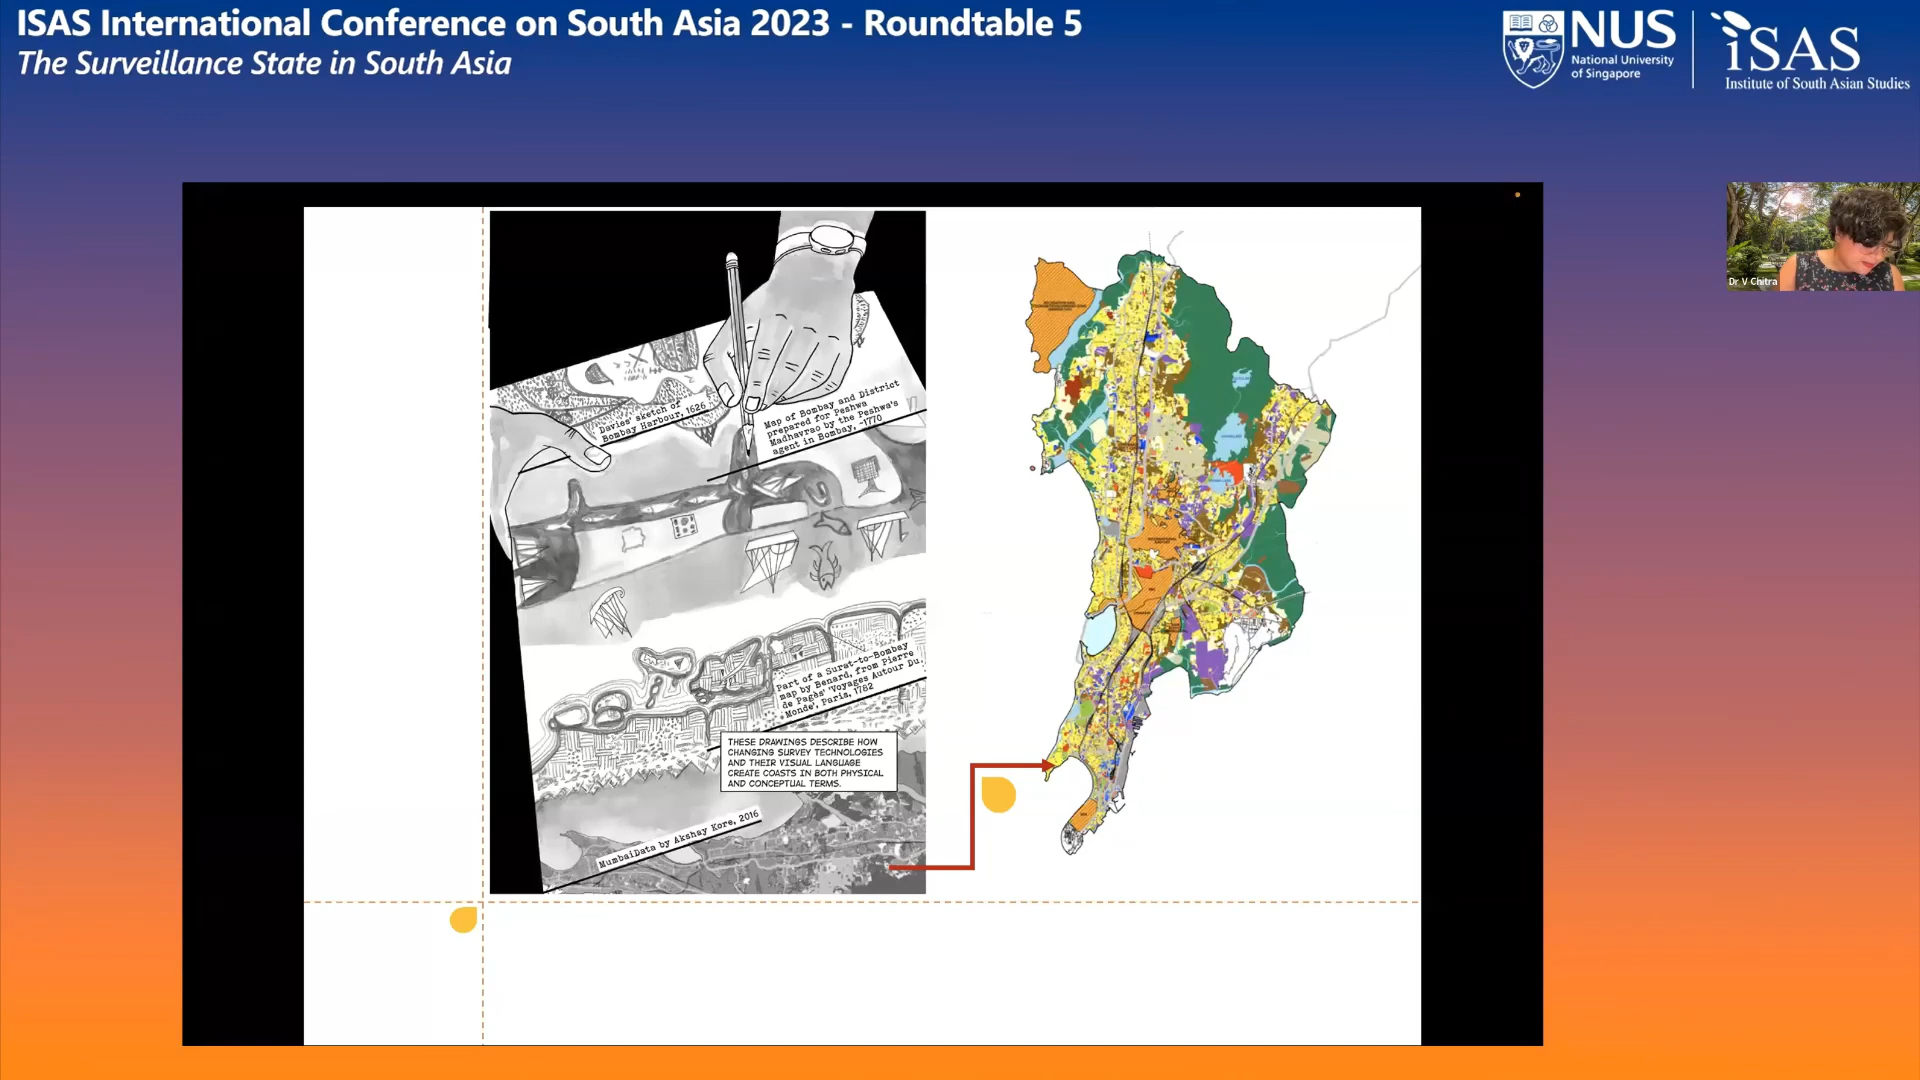 ISAS International Conference on South Asia 2023 - Roundtable 5
The Surveillance State in South Asia
NUS
National University
of Singapore
iSAS
Institute of South Asian Studies
Dr V Chitra
Davies' sketch of
Bombay Harbour, 1626
Map of Bombay and District
prepared for Peshwa
Madhavrao by the Peshwa's
agent in Bombay, ~1770
Part of a Surat-to-Bombay
map by Benard, from Pierre
de Pagès' 'Voyages Autour Du
Monde', Paris, 1782
THESE DRAWINGS DESCRIBE HOW
CHANGING SURVEY TECHNOLOGIES
AND THEIR VISUAL LANGUAGE
CREATE COASTS IN BOTH PHYSICAL
AND CONCEPTUAL TERMS.
MumbaiData by Akshay Kore, 2016